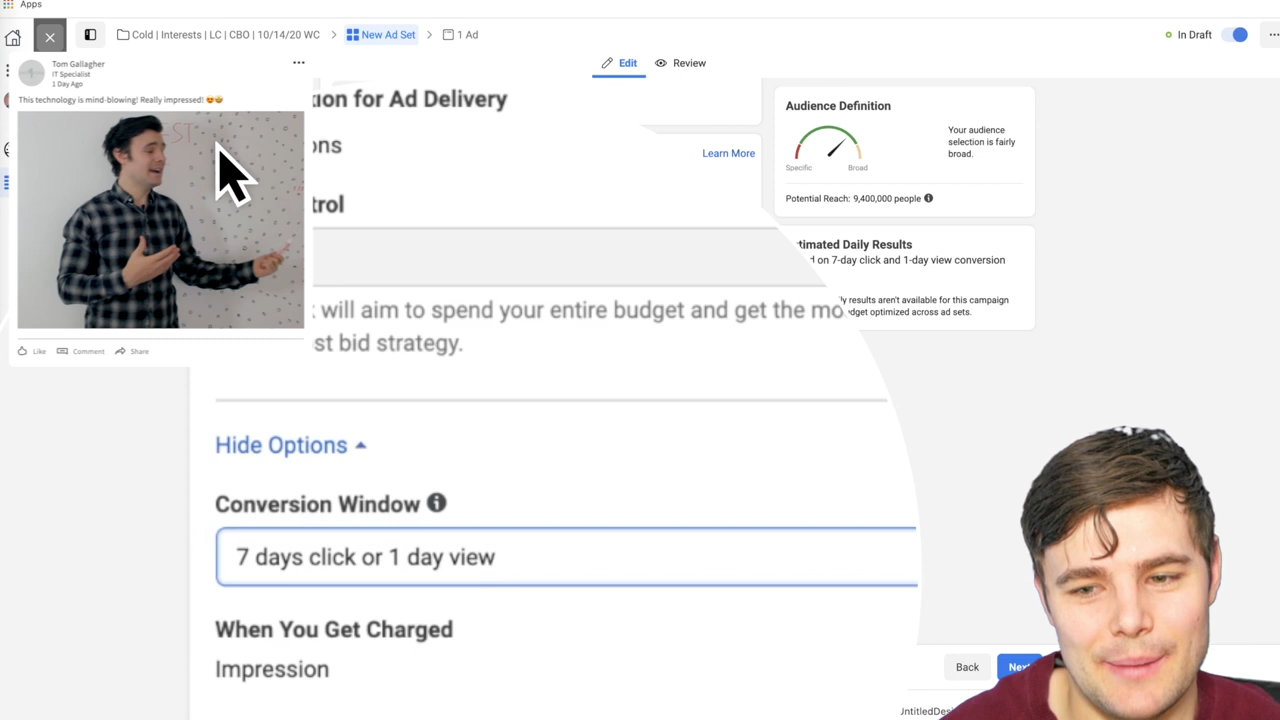 Apps
Cold | Interests | LC | CBO | 10/14/20 WC
New Ad Set
1 Ad
In Draft
Edit
Review
Tom Gallagher
IT Specialist
1 Day Ago
This technology is mind-blowing! Really impressed! 😍🤩
Like
Comment
Share
ion for Ad Delivery
ons
Learn More
trol
will aim to spend your entire budget and get the mo
st bid strategy.
Hide Options
Conversion Window
7 days click or 1 day view
When You Get Charged
Impression
Audience Definition
Your audience
selection is fairly
broad.
Specific
Broad
Potential Reach: 9,400,000 people
timated Daily Results
d on 7-day click and 1-day view conversion
ly results aren't available for this campaign
dget optimized across ad sets.
Back
Next
UntitledDes